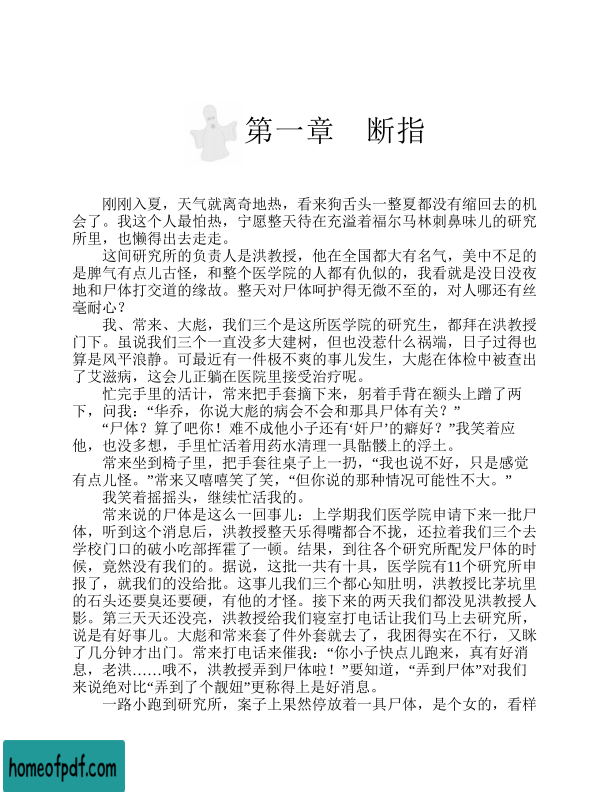 第一章　断指
刚刚入夏，天气就离奇地热，看来狗舌头一整夏都没有缩回去的机
会了。我这个人最怕热，宁愿整天待在充溢着福尔马林刺鼻味儿的研究
所里，也懒得出去走走。
这间研究所的负责人是洪教授，他在全国都大有名气，美中不足的
是脾气有点儿古怪，和整个医学院的人都有仇似的，我看就是没日没夜
地和尸体打交道的缘故。整天对尸体呵护得无微不至的，对人哪还有丝
毫耐心？
我、常来、大彪，我们三个是这所医学院的研究生，都拜在洪教授
门下。虽说我们三个一直没多大建树，但也没惹什么祸端，日子过得也
算是风平浪静。可最近有一件极不爽的事儿发生，大彪在体检中被查出
了艾滋病，这会儿正躺在医院里接受治疗呢。
忙完手里的活计，常来把手套摘下来，躬着手背在额头上蹭了两
下，问我：“华乔，你说大彪的病会不会和那具尸体有关？”
“尸体？算了吧你！难不成他小子还有‘奸尸’的癖好？”我笑着应
他，也没多想，手里忙活着用药水清理一具骷髅上的浮土。
常来坐到椅子里，把手套往桌子上一扔，“我也说不好，只是感觉
有点儿怪。”常来又嘻嘻笑了笑，“但你说的那种情况可能性不大。”
我笑着摇摇头，继续忙活我的。
常来说的尸体是这么一回事儿：上学期我们医学院申请下来一批尸
体，听到这个消息后，洪教授整天乐得嘴都合不拢，还拉着我们三个去
学校门口的破小吃部挥霍了一顿。结果，到往各个研究所配发尸体的时
候，竟然没有我们的。据说，这批一共有十具，医学院有11个研究所申
报了，就我们的没给批。这事儿我们三个都心知肚明，洪教授比茅坑里
的石头还要臭还要硬，有他的才怪。接下来的两天我们都没见洪教授人
影。第三天天还没亮，洪教授给我们寝室打电话让我们马上去研究所，
说是有好事儿。大彪和常来套了件外套就去了，我困得实在不行，又眯
了几分钟才出门。常来打电话来催我：“你小子快点儿跑来，真有好消
息，老洪……哦不，洪教授弄到尸体啦！”要知道，“弄到尸体”对我们
来说绝对比“弄到了个靓妞”更称得上是好消息。
一路小跑到研究所，案子上果然停放着一具尸体，是个女的，看样
homeofpdf.com